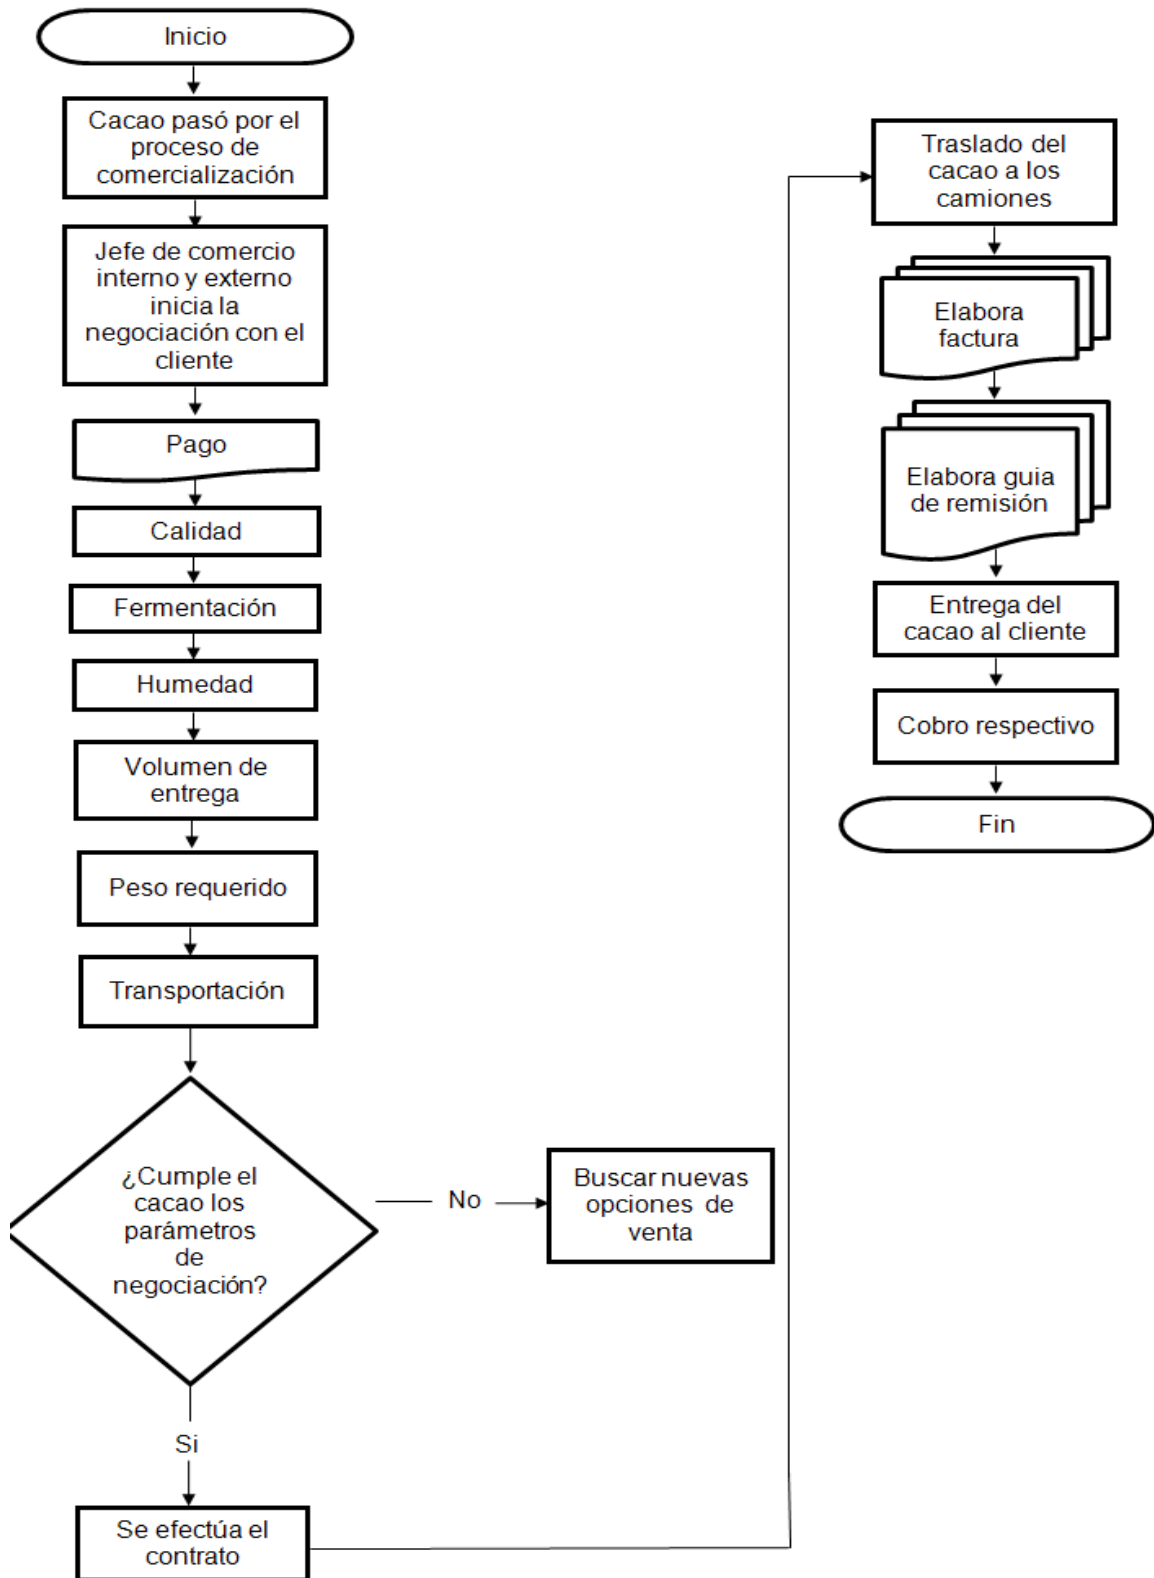 Inicio
Cacao pasó por el
proceso de
comercialización
Jefe de comercio
interno y externo
inicia la
negociación con el
cliente
Pago
Calidad
Fermentación
Humedad
Volumen de
entrega
Peso requerido
Transportación
¿Cumple el
cacao los
parámetros
de
negociación?
No
Buscar nuevas
opciones de
venta
Si
Se efectúa el
contrato
Traslado del
cacao a los
camiones
Elabora
factura
Elabora guia
de remisión
Entrega del
cacao al cliente
Cobro respectivo
Fin